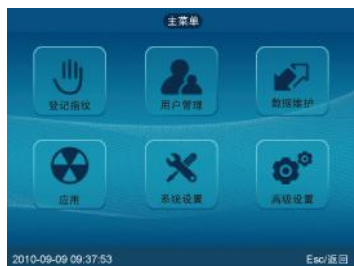 主菜单
登记指纹
用户管理
数据维护
应用
系统设置
高级设置
2010-09-09 09:37:53
Esc/返回